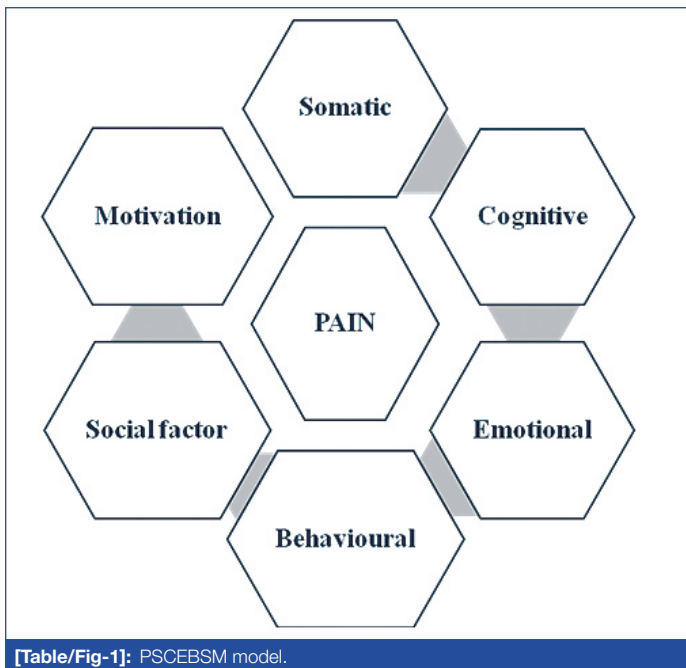 Somatic
Motivation
Cognitive
PAIN
Social factor
Emotional
Behavioural
[Table/Fig-1]: PSCEBSM model.